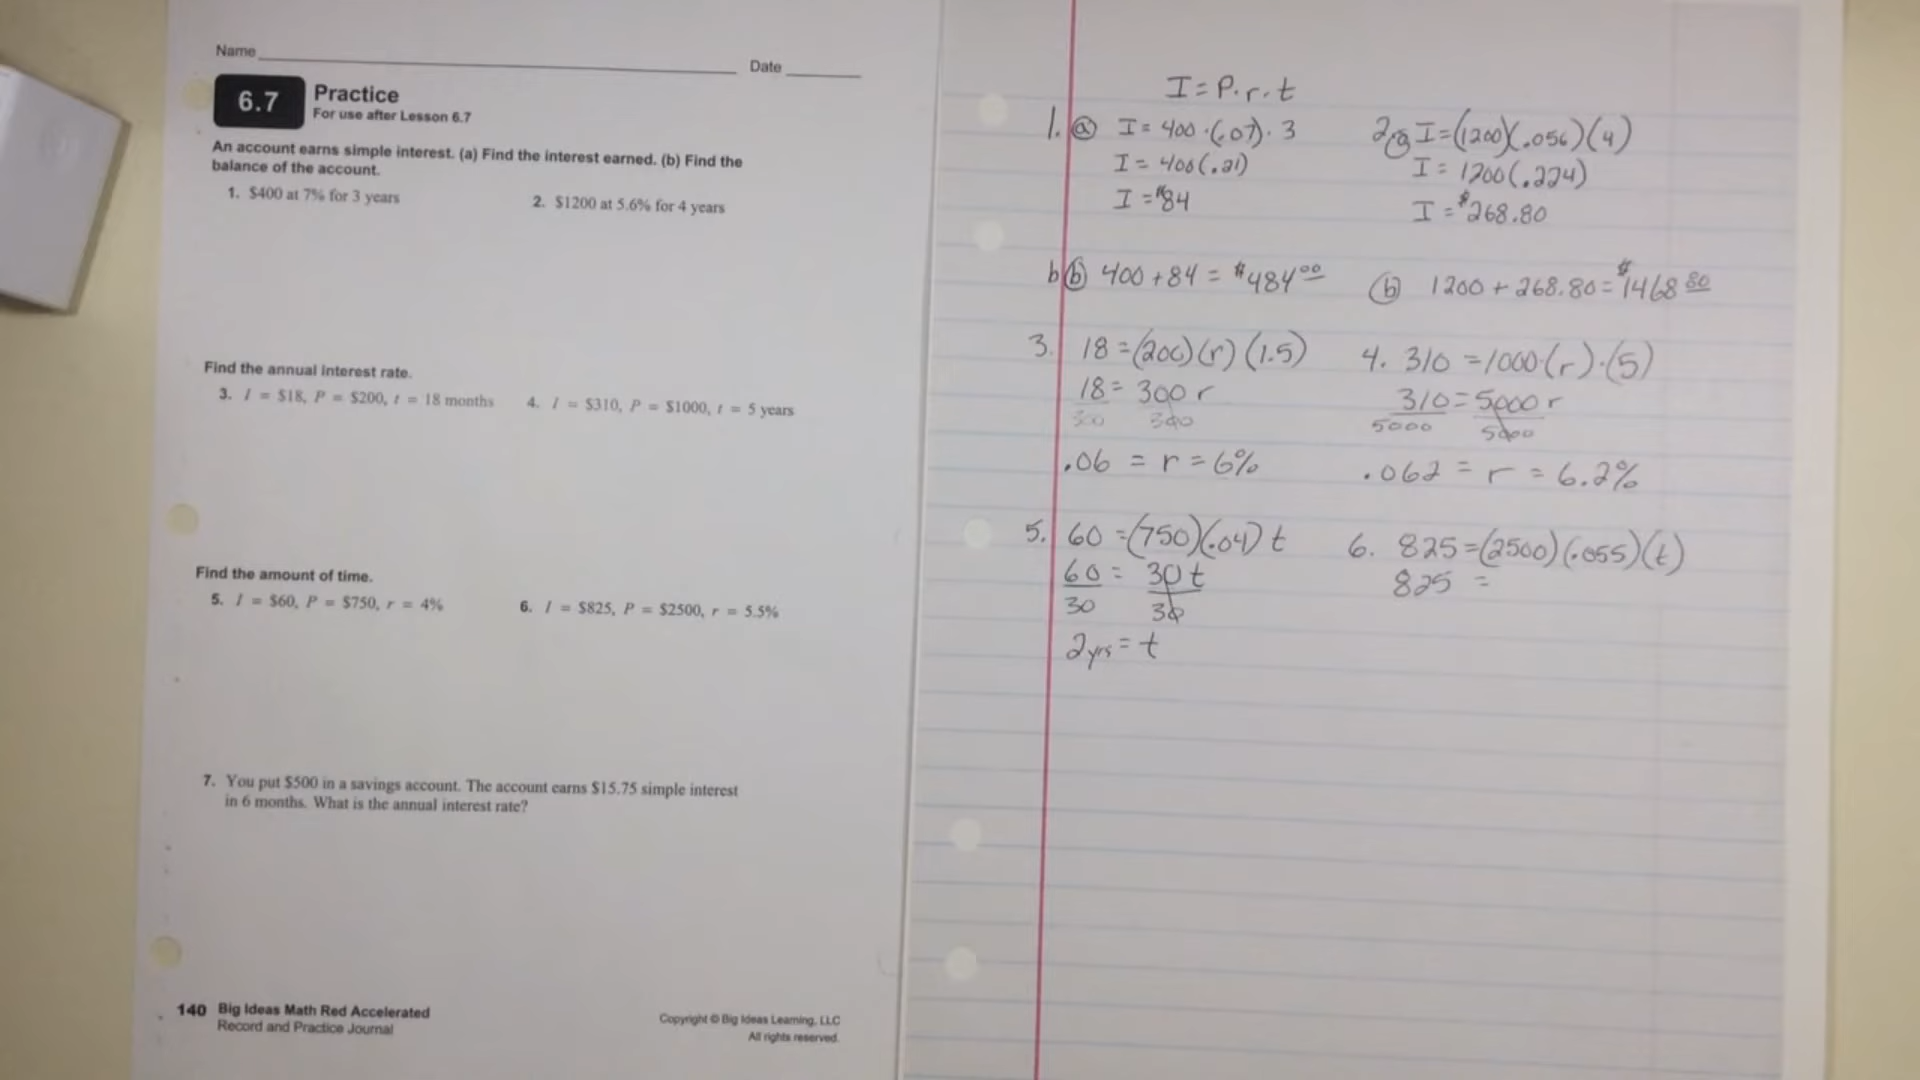 Name
Date
6.7
Practice
For use after Lesson 6.7
An account earns simple interest. (a) Find the interest earned. (b) Find the
balance of the account.
1. $400 at 7% for 3 years
2. $1200 at 5.6% for 4 years
Find the annual interest rate.
3. I = $18, P = $200, t = 18 months
4. I = $310, P = $1000, t = 5 years
Find the amount of time.
5. I = $60, P = $750, r = 4%
6. I = $825, P = $2500, r = 5.5%
7. You put $500 in a savings account. The account earns $15.75 simple interest
in 6 months. What is the annual interest rate?
140 Big Ideas Math Red Accelerated
Record and Practice Journal
Copyright © Big Ideas Learning, LLC
All rights reserved.
I = P·r·t
1. (a) I = 400·(.07)·3
I = 400(.21)
I = $84
b (b) 400 + 84 = $484 00
2. (a) I = (1200)(.056)(4)
I = 1200(.224)
I = $268.80
(b) 1200 + 268.80 = $1468 80
3. 18 = (200)(r)(1.5)
18 = 300 r
300 300
.06 = r = 6%
4. 310 = 1000·(r)·(5)
310 = 5000 r
5000 5000
.062 = r = 6.2%
5. 60 = (750)(.04) t
60 = 30 t
30 30
2 yrs = t
6. 825 = (2500)(.055)(t)
825 =